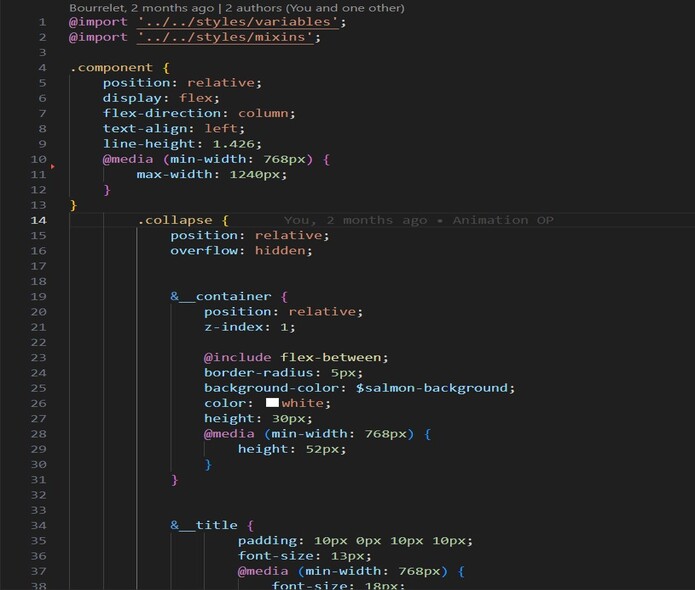 Bourrelet, 2 months ago | 2 authors (You and one other)
1 @import '../../styles/variables';
2 @import '../../styles/mixins';
3
4 .component {
5 position: relative;
6 display: flex;
7 flex-direction: column;
8 text-align: left;
9 line-height: 1.426;
10 @media (min-width: 768px) {
11 max-width: 1240px;
12 }
13 }
14 .collapse { You, 2 months ago • Animation OP
15 position: relative;
16 overflow: hidden;
17
18
19 &__container {
20 position: relative;
21 z-index: 1;
22
23 @include flex-between;
24 border-radius: 5px;
25 background-color: $salmon-background;
26 color: white;
27 height: 30px;
28 @media (min-width: 768px) {
29 height: 52px;
30 }
31 }
32
33
34 &__title {
35 padding: 10px 0px 10px 10px;
36 font-size: 13px;
37 @media (min-width: 768px) {
38 font-size: 18px;